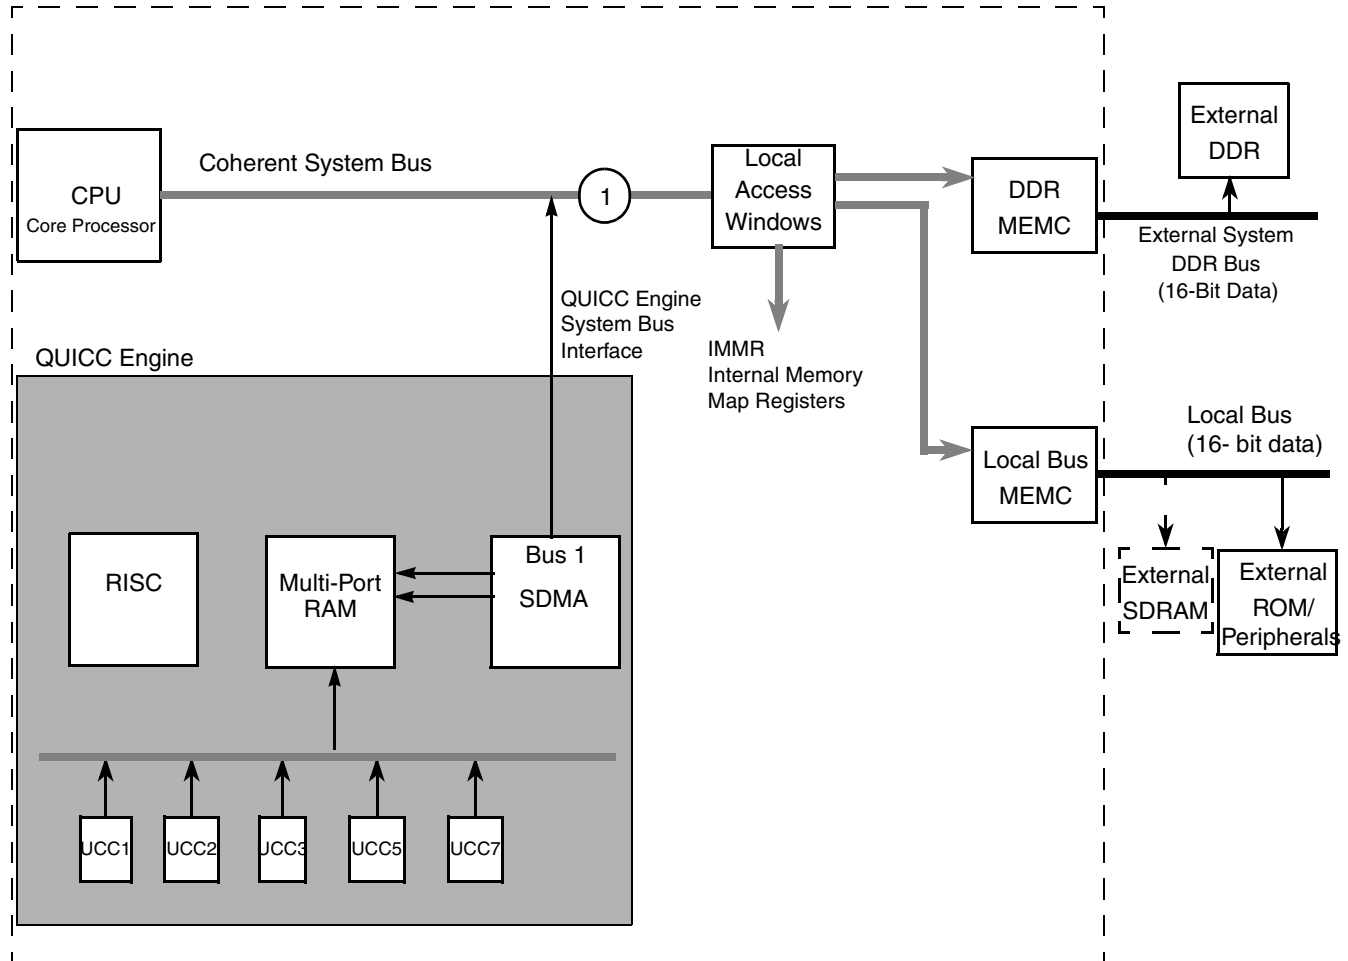 External
DDR
Coherent System Bus
1
Local
Access
Windows
CPU
Core Processor
DDR
MEMC
External System
DDR Bus
(16-Bit Data)
QUICC Engine
System Bus
Interface
IMMR
Internal Memory
Map Registers
QUICC Engine
Local Bus
(16- bit data)
Local Bus
MEMC
RISC
Multi-Port
RAM
Bus 1
SDMA
External
SDRAM
External
ROM/
Peripherals
UCC1
UCC2
UCC3
UCC5
UCC7